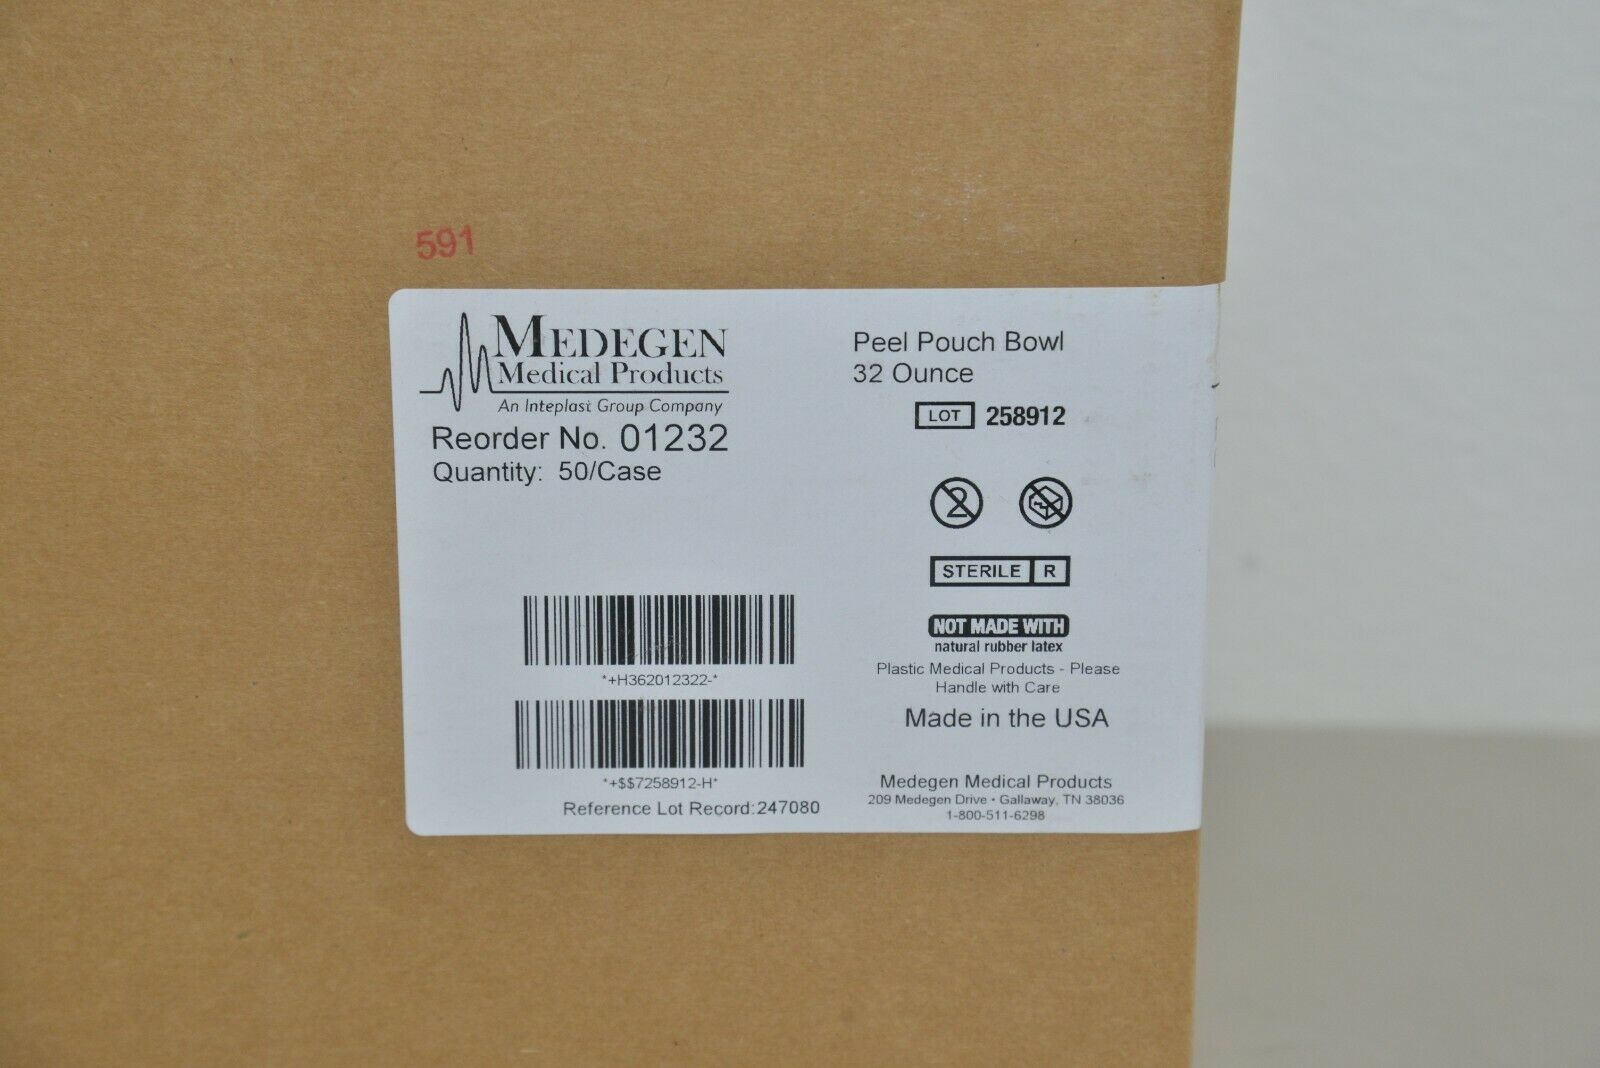 591
MEDEGEN
Medical Products
An Inteplast Group Company
Reorder No. 01232
Quantity: 50/Case
Peel Pouch Bowl
32 Ounce
LOT 258912
2
STERILE R
NOT MADE WITH
natural rubber latex
Plastic Medical Products - Please
Handle with Care
Made in the USA
*+H362012322-*
*+$$7258912-H*
Reference Lot Record:247080
Medegen Medical Products
209 Medegen Drive • Gallaway, TN 38036
1-800-511-6298